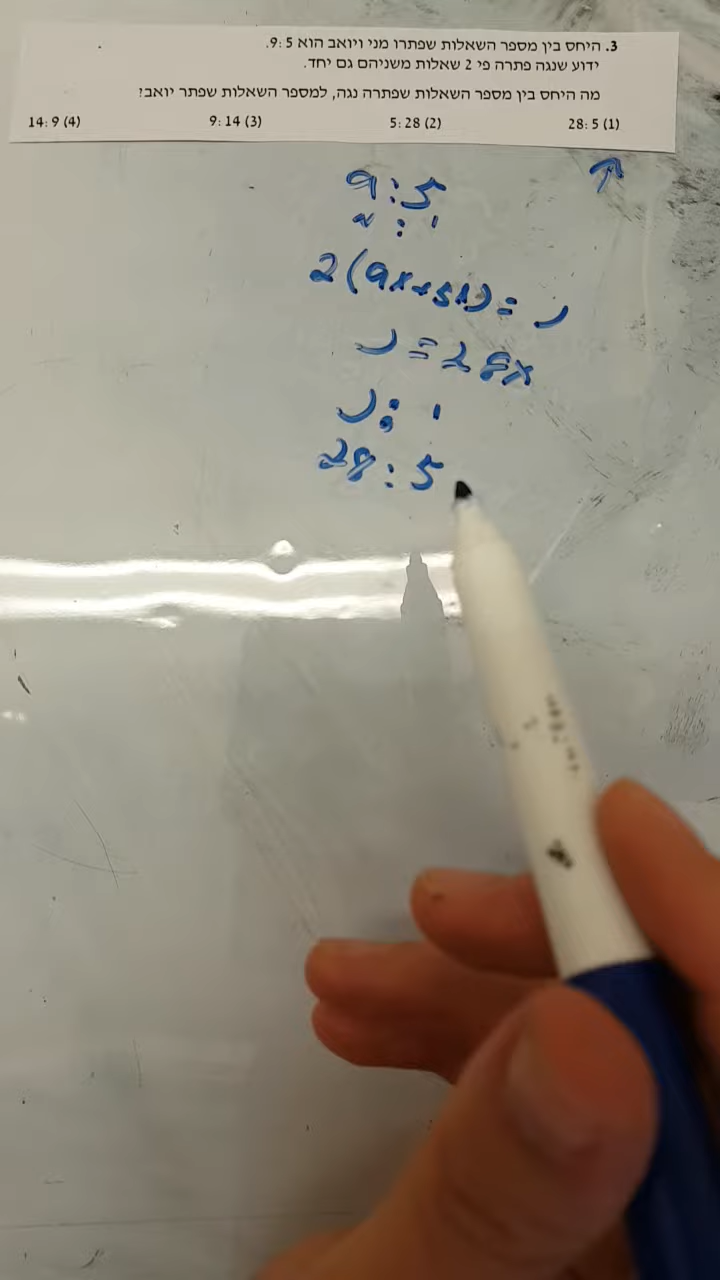 3. היחס בין מספר השאלות שפתרו מני ויואב הוא 9:5.
ידוע שנגה פתרה פי 2 שאלות משניהם גם יחד.
מה היחס בין מספר השאלות שפתרה נגה, למספר השאלות שפתר יואב?
(1) 28:5 (2) 5:28 (3) 9:14 (4) 14:9
9:5
מ : י
2(9x+5x)= נ
נ = 28x
נ : י
28:5